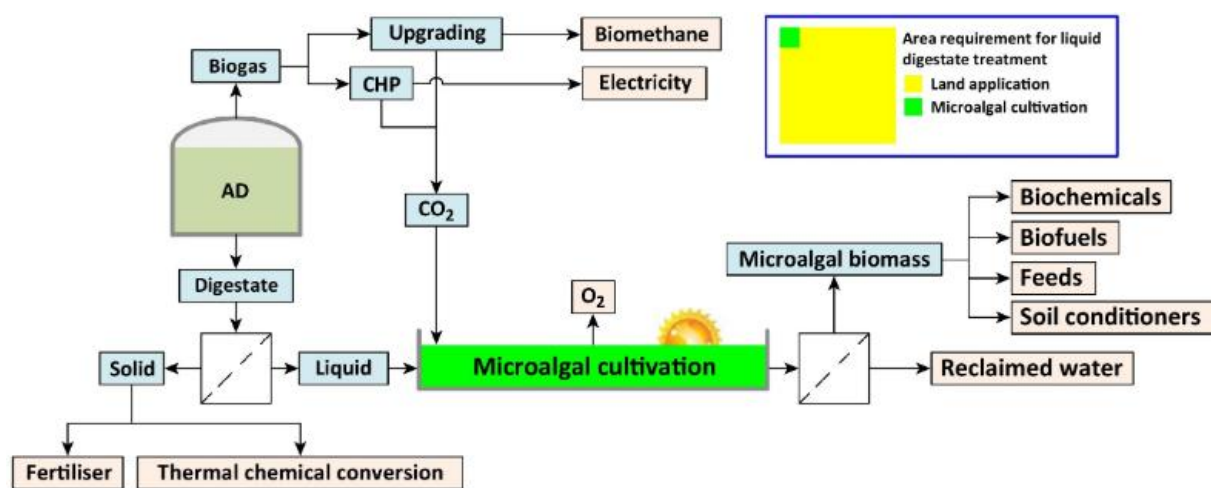 Upgrading
Biomethane
Biogas
CHP
Electricity
Area requirement for liquid
digestate treatment
Land application
Microalgal cultivation
AD
CO₂
Biochemicals
Microalgal biomass
Biofuels
Digestate
Feeds
O₂
Soil conditioners
Solid
Liquid
Microalgal cultivation
Reclaimed water
Fertiliser
Thermal chemical conversion